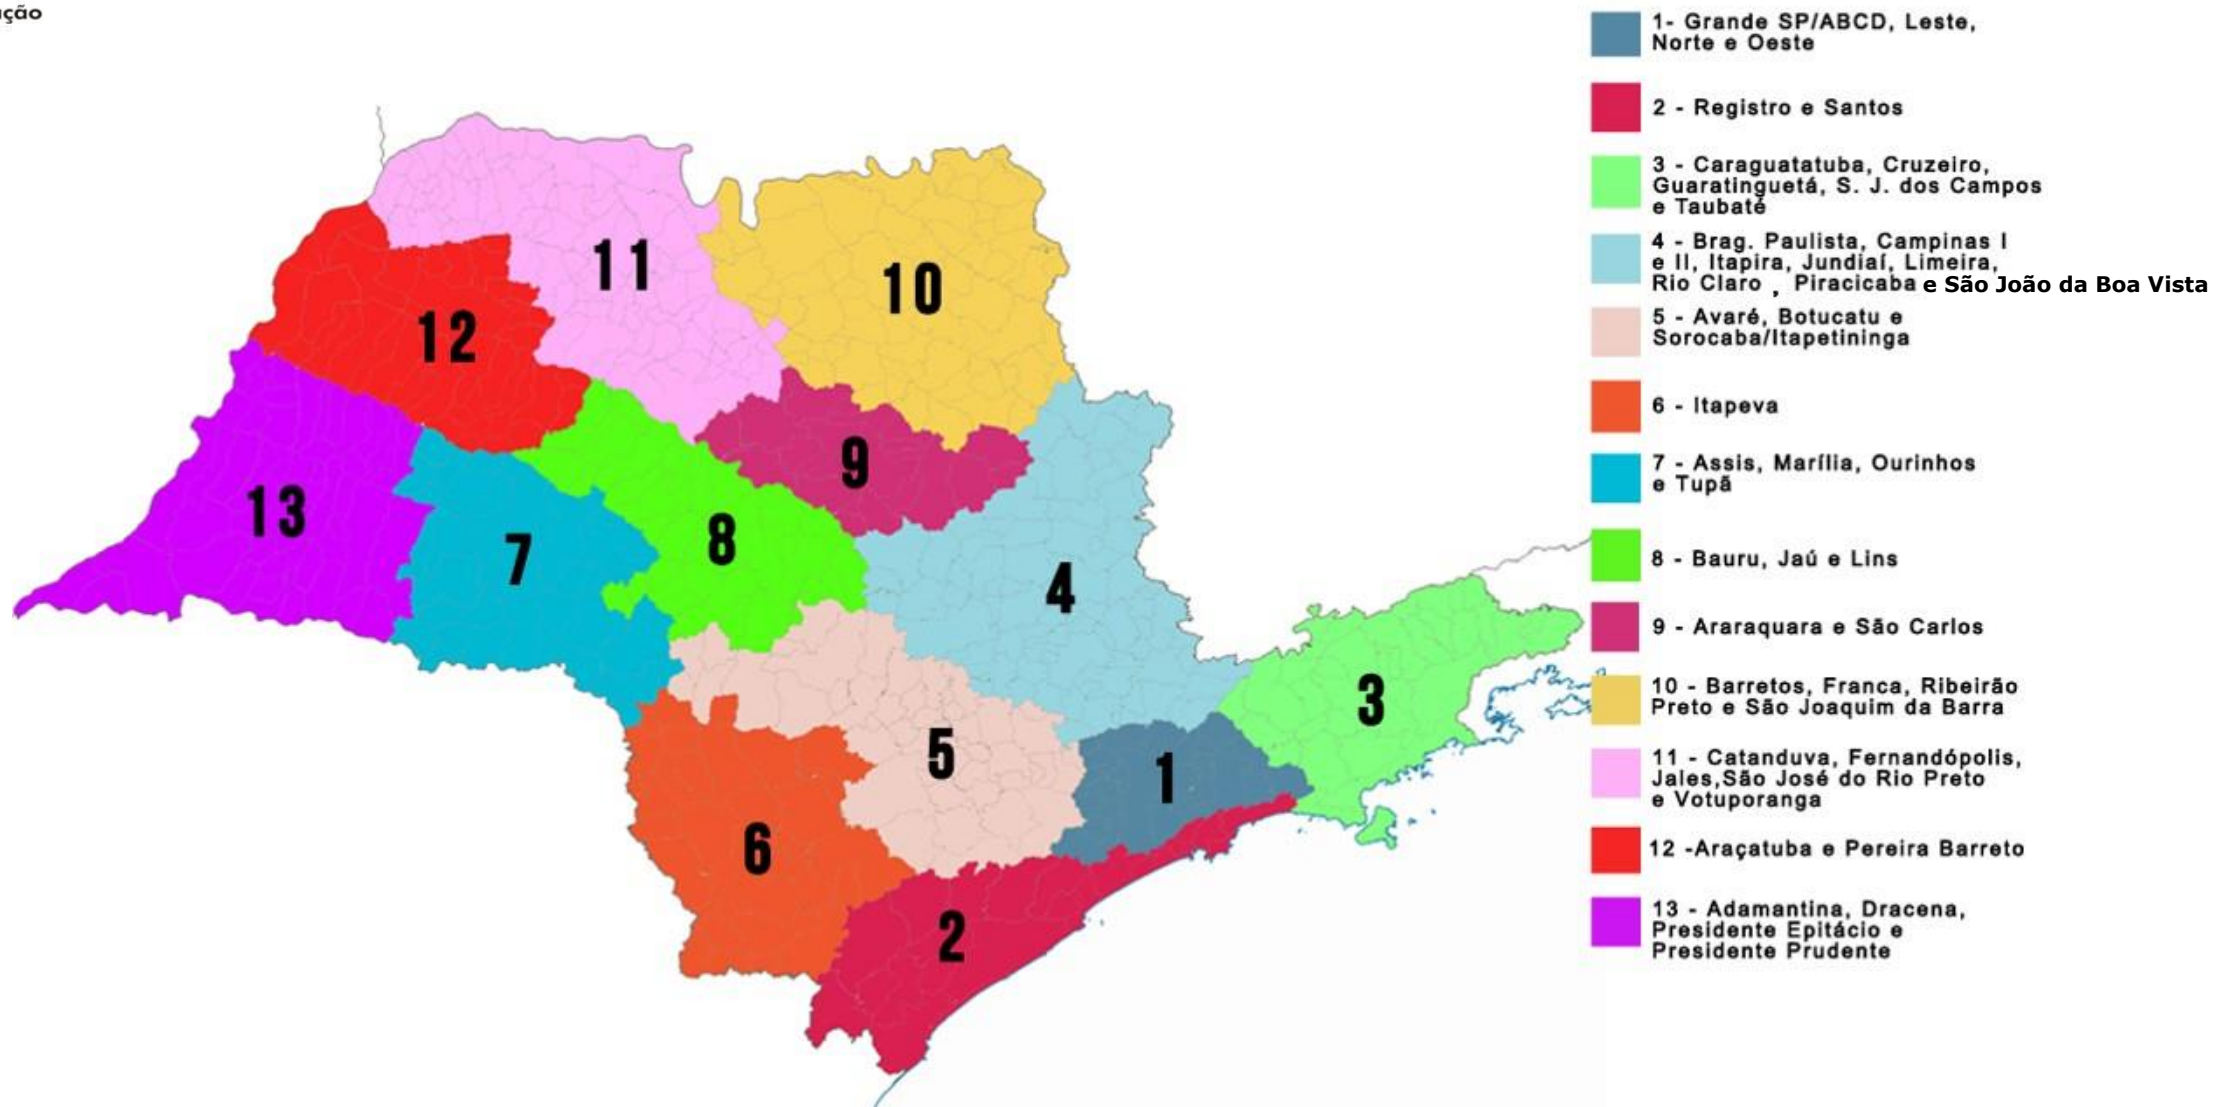 ção
1- Grande SP/ABCD, Leste,
Norte e Oeste
2 - Registro e Santos
3 - Caraguatatuba, Cruzeiro,
Guaratinguetá, S. J. dos Campos
e Taubaté
4 - Brag. Paulista, Campinas I
e II, Itapira, Jundiaí, Limeira,
Rio Claro , Piracicaba e São João da Boa Vista
5 - Avaré, Botucatu e
Sorocaba/Itapetininga
6 - Itapeva
7 - Assis, Marília, Ourinhos
e Tupã
8 - Bauru, Jaú e Lins
9 - Araraquara e São Carlos
10 - Barretos, Franca, Ribeirão
Preto e São Joaquim da Barra
11 - Catanduva, Fernandópolis,
Jales,São José do Rio Preto
e Votuporanga
12 -Araçatuba e Pereira Barreto
13 - Adamantina, Dracena,
Presidente Epitácio e
Presidente Prudente
11
10
12
9
13
8
7
4
3
5
1
6
2